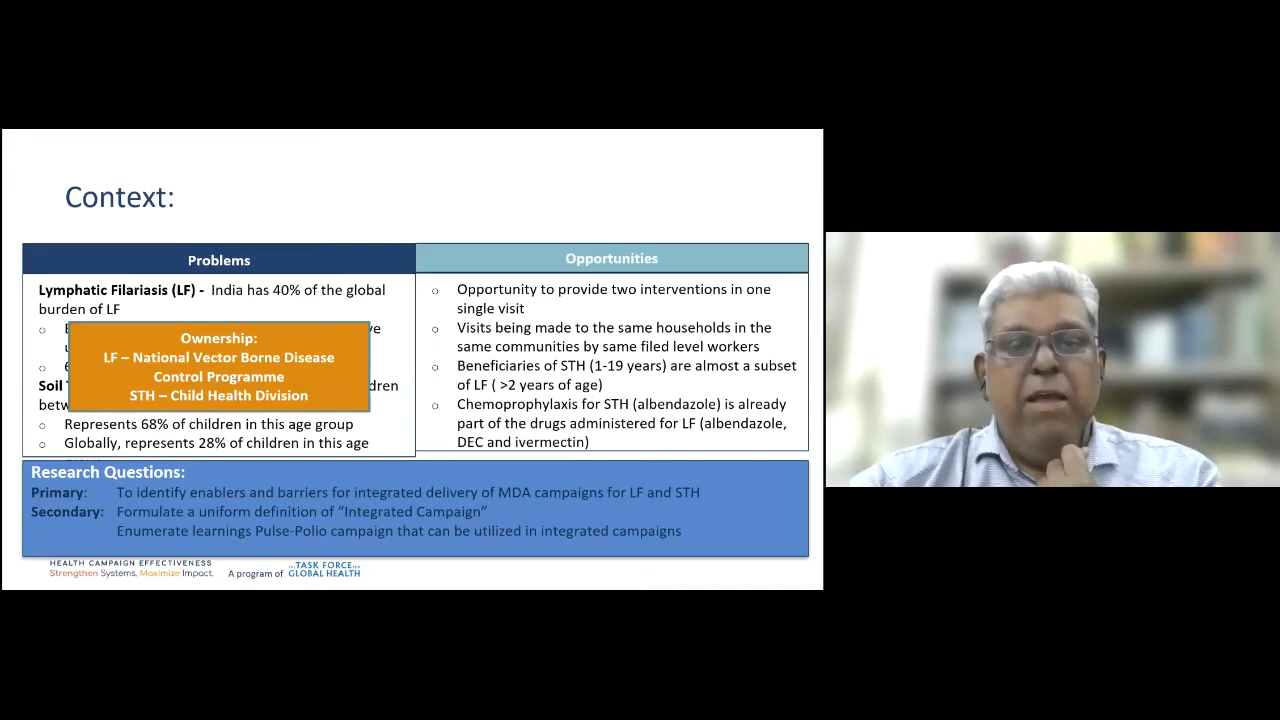 Context:
Problems
Lymphatic Filariasis (LF) - India has 40% of the global
burden of LF
Ownership:
LF – National Vector Borne Disease
Control Programme
STH – Child Health Division
○ Represents 68% of children in this age group
○ Globally, represents 28% of children in this age
Opportunities
○ Opportunity to provide two interventions in one
single visit
○ Visits being made to the same households in the
same communities by same filed level workers
○ Beneficiaries of STH (1-19 years) are almost a subset
of LF ( >2 years of age)
○ Chemoprophylaxis for STH (albendazole) is already
part of the drugs administered for LF (albendazole,
DEC and ivermectin)
Research Questions:
Primary: To identify enablers and barriers for integrated delivery of MDA campaigns for LF and STH
Secondary: Formulate a uniform definition of “Integrated Campaign”
Enumerate learnings Pulse-Polio campaign that can be utilized in integrated campaigns
HEALTH CAMPAIGN EFFECTIVENESS
Strengthen Systems. Maximize Impact.
A program of
THE TASK FORCE FOR
GLOBAL HEALTH